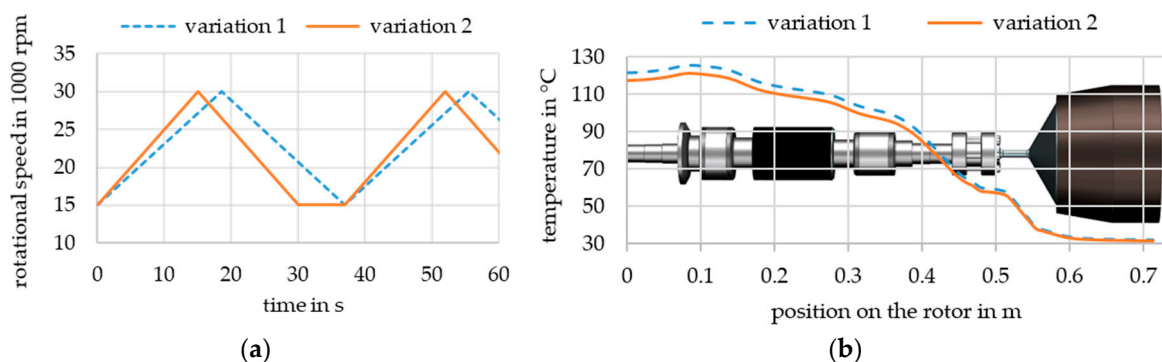 variation 1 variation 2
rotational speed in 1000 rpm
35
30
25
20
15
10
0 10 20 30 40 50 60
time in s
(a)
variation 1 variation 2
temperature in °C
130
110
90
70
50
30
0 0.1 0.2 0.3 0.4 0.5 0.6 0.7
position on the rotor in m
(b)